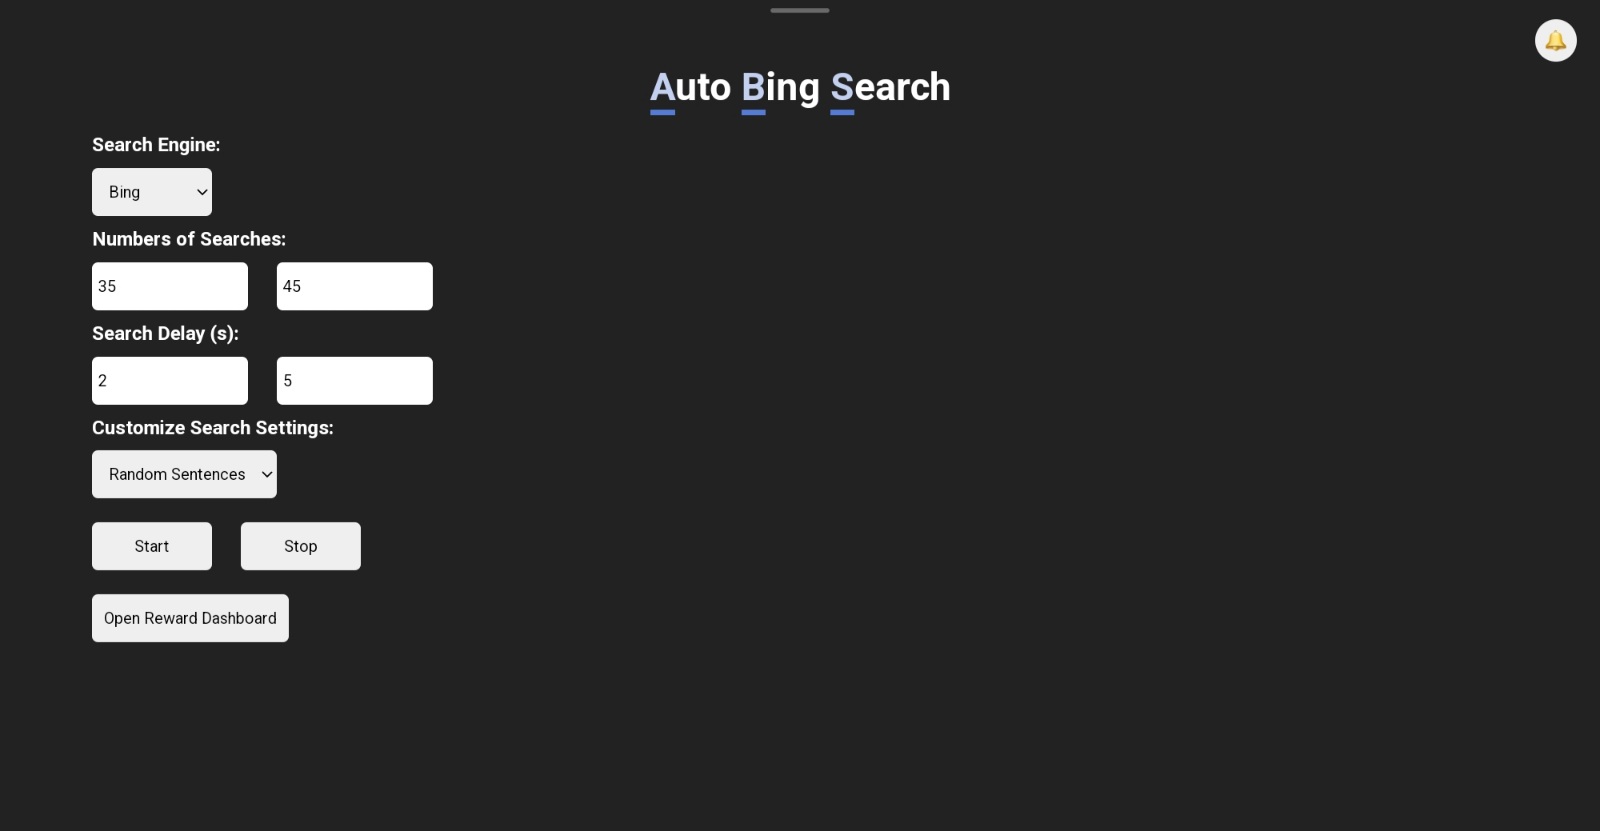 Auto Bing Search
Search Engine:
Bing
Numbers of Searches:
35 45
Search Delay (s):
2 5
Customize Search Settings:
Random Sentences
Start Stop
Open Reward Dashboard